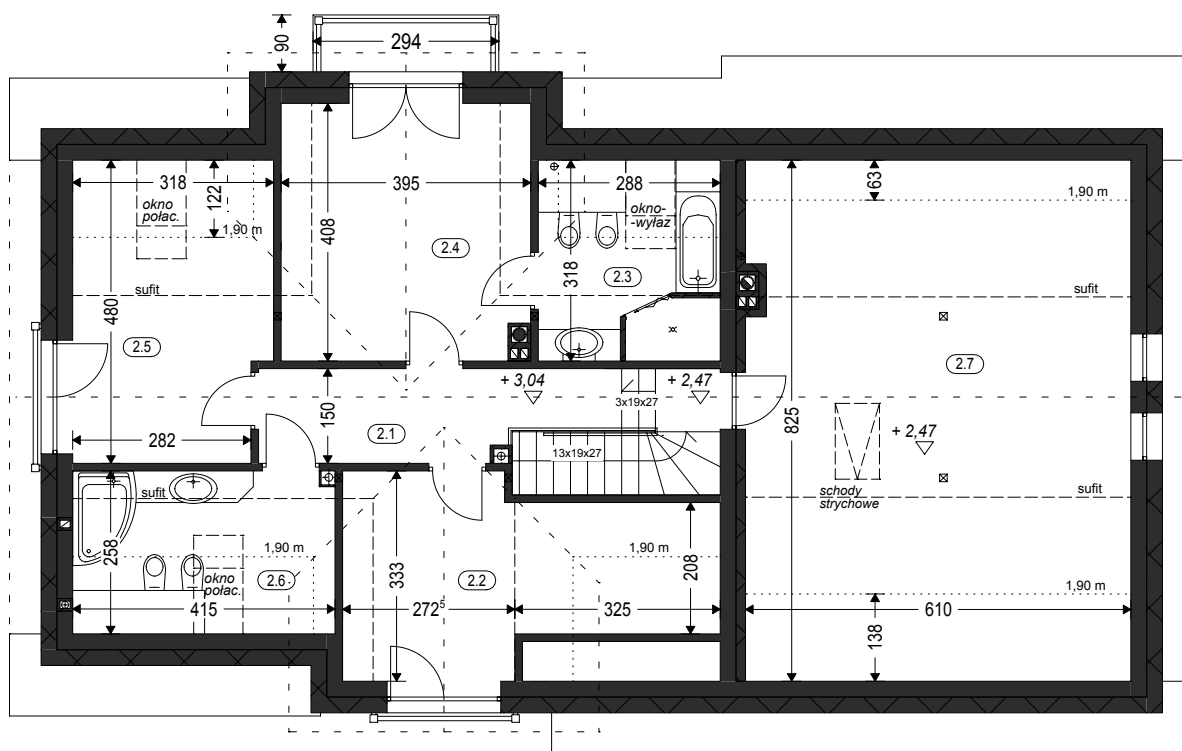 90
294
318
122
okno
połac.
1,90 m
395
408
2.4
288
okno-
-wyłaz
318
2.3
63
1,90 m
480
sufit
sufit
2.5
2.7
+ 3,04
+ 2,47
3x19x27
150
2.1
282
13x19x27
825
+ 2,47
schody
strychowe
sufit
sufit
258
1,90 m
okno
połac.
2.6
415
333
2.2
272⁵
1,90 m
325
208
1,90 m
138
610